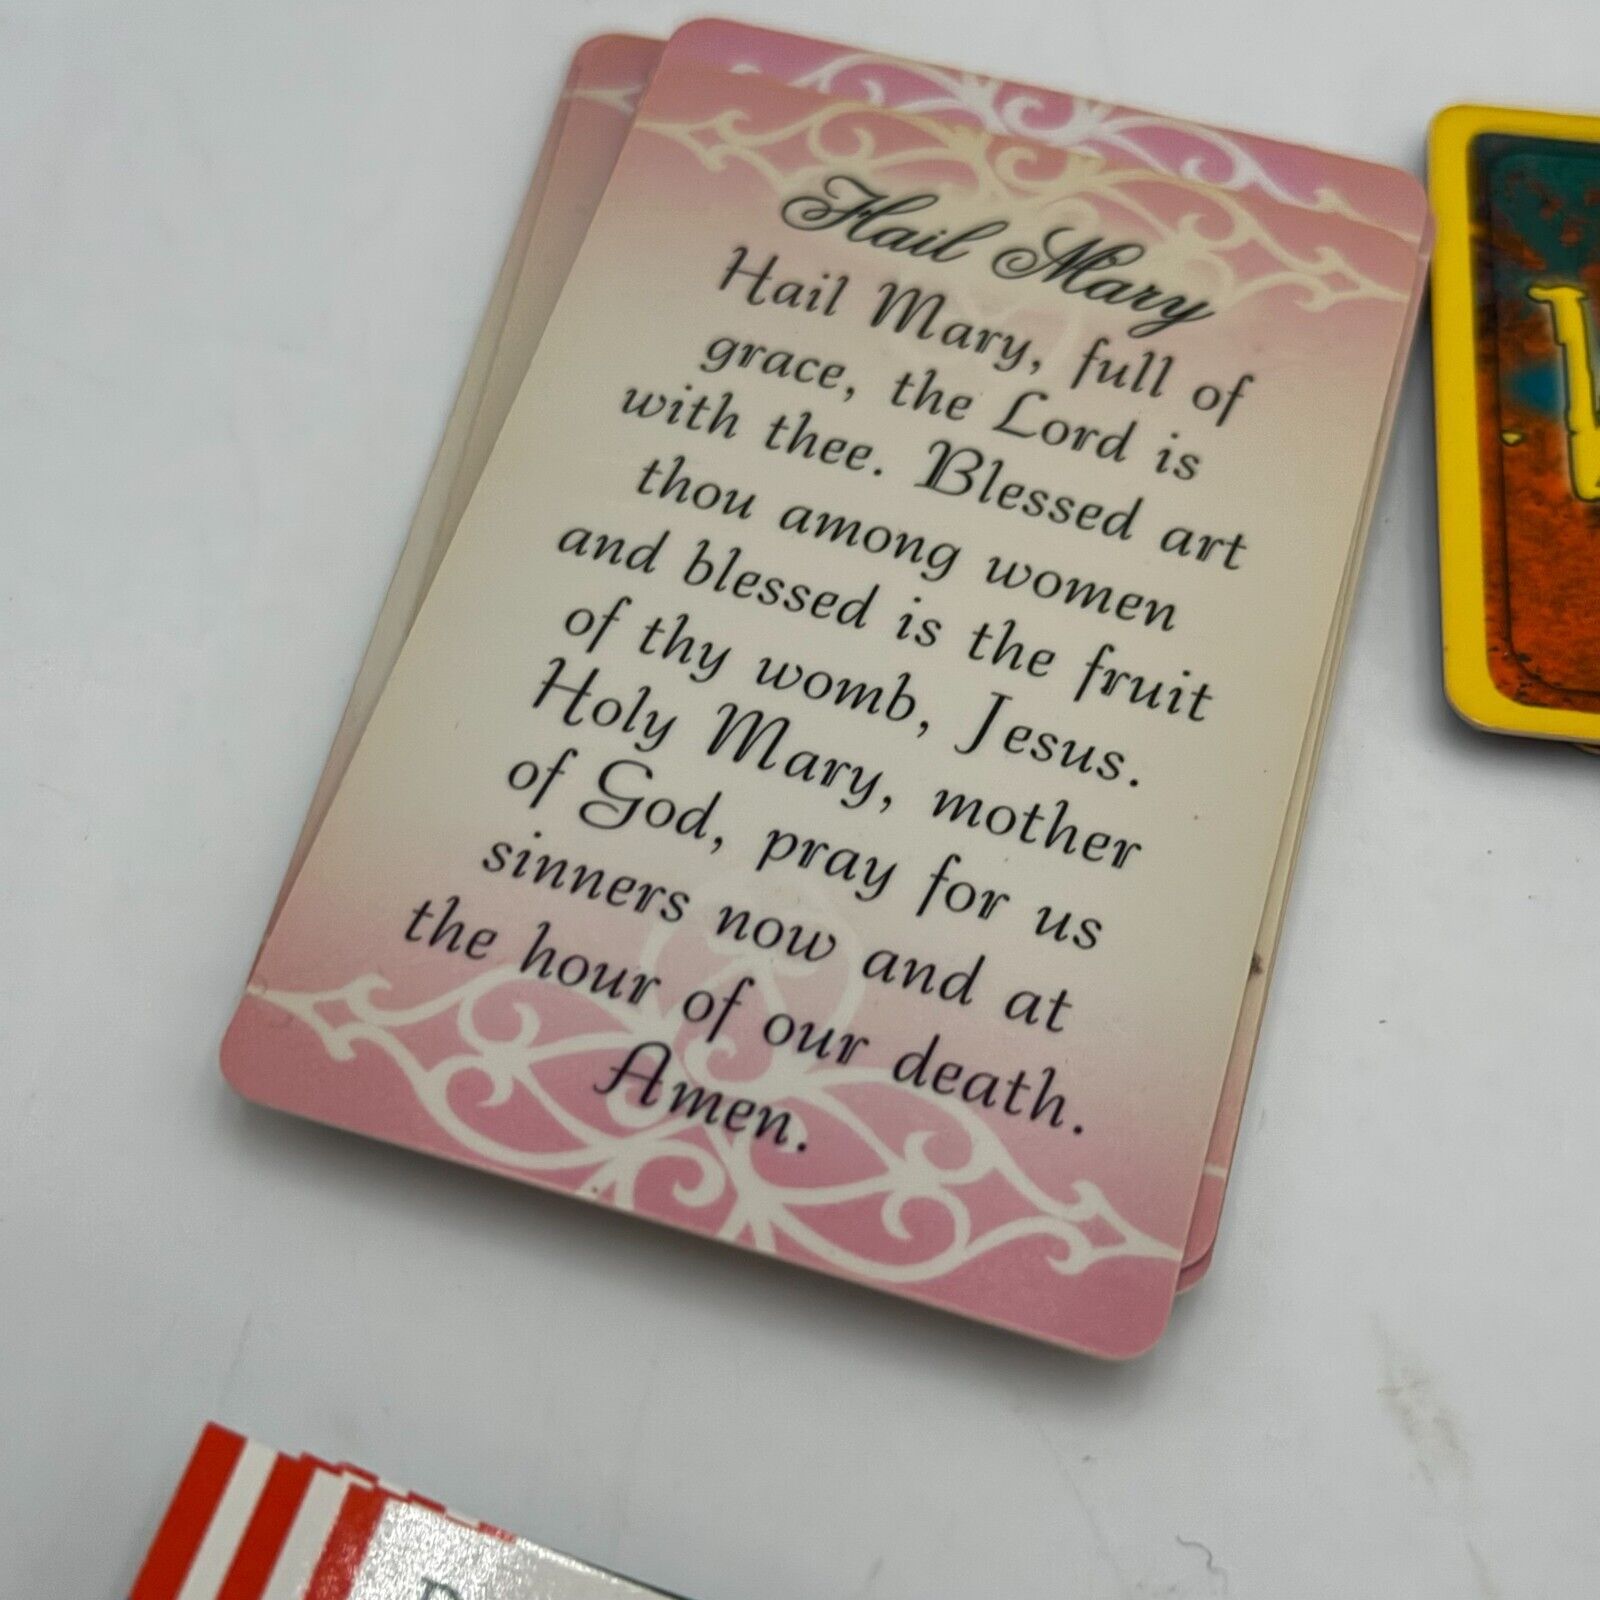 Hail Mary
Hail Mary, full of
grace, the Lord is
with thee. Blessed art
thou among women
and blessed is the fruit
of thy womb, Jesus.
Holy Mary, mother
of God, pray for us
sinners now and at
the hour of our death.
Amen.